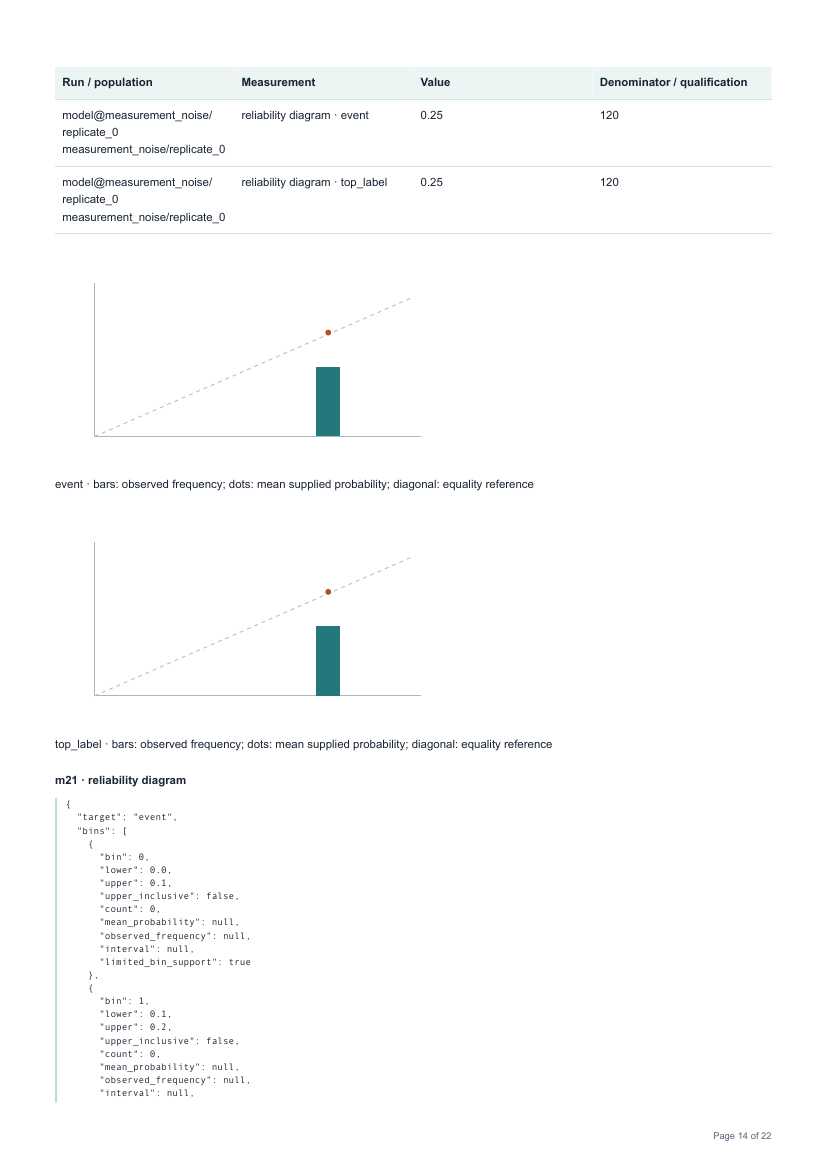 Run / population Measurement Value Denominator / qualification
model@measurement_noise/ reliability diagram · event 0.25 120
replicate_0
measurement_noise/replicate_0
model@measurement_noise/ reliability diagram · top_label 0.25 120
replicate_0
measurement_noise/replicate_0
event · bars: observed frequency; dots: mean supplied probability; diagonal: equality reference
top_label · bars: observed frequency; dots: mean supplied probability; diagonal: equality reference
m21 · reliability diagram
{
  "target": "event",
  "bins": [
    {
      "bin": 0,
      "lower": 0.0,
      "upper": 0.1,
      "upper_inclusive": false,
      "count": 0,
      "mean_probability": null,
      "observed_frequency": null,
      "interval": null,
      "limited_bin_support": true
    },
    {
      "bin": 1,
      "lower": 0.1,
      "upper": 0.2,
      "upper_inclusive": false,
      "count": 0,
      "mean_probability": null,
      "observed_frequency": null,
      "interval": null,
Page 14 of 22